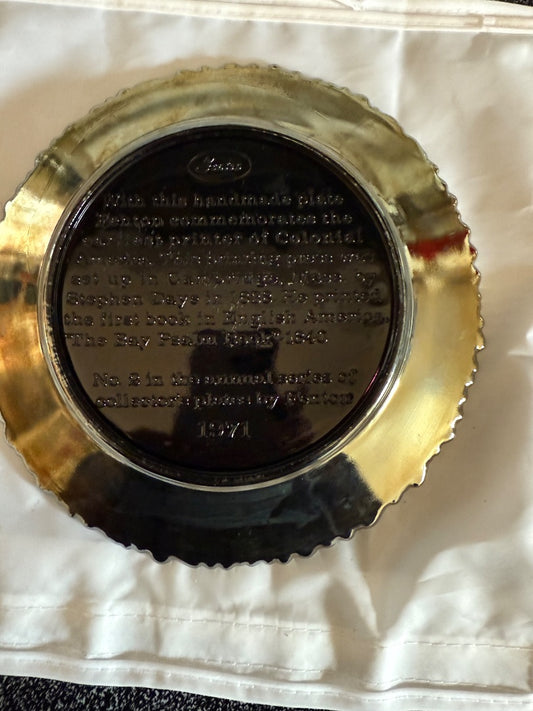 Fenton
With this handmade plate
Fenton commemorates the
earliest printer of Colonial
America. This printing press was
set up in Cambridge, Mass. by
Stephen Daye in 1638. He printed
the first book in English America,
"The Bay Psalm Book" 1640
No. 2 in the annual series of
collector's plates by Fenton
1971